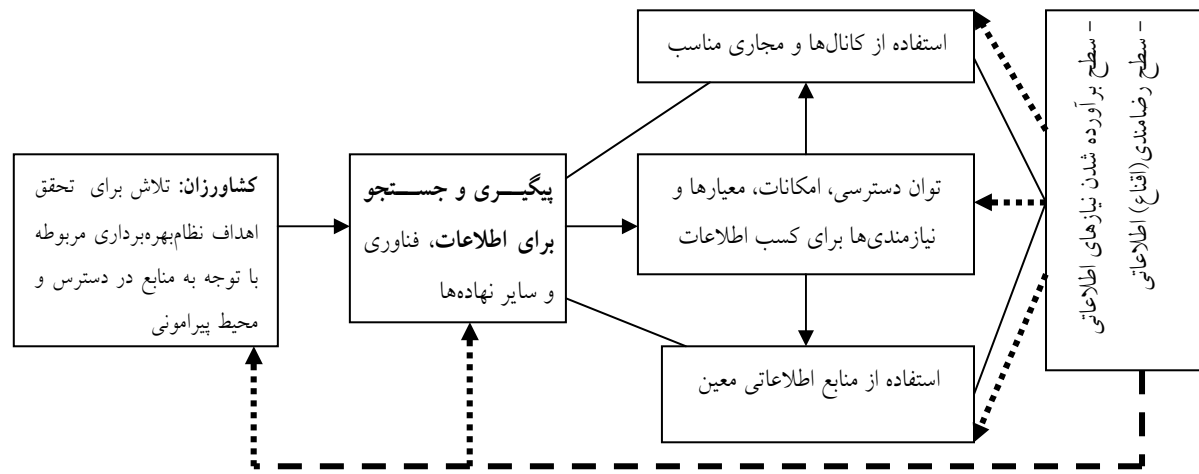 کشاورزان: تلاش برای تحقق
اهداف نظام‌بهره‌برداری مربوطه
با توجه به منابع در دسترس و
محیط پیرامونی
پیگیـــری و جســـتجو
برای اطلاعات، فناوری
و سایر نهاده‌ها
استفاده از کانال‌ها و مجاری مناسب
توان دسترسی، امکانات، معیارها و
نیازمندی‌ها برای کسب اطلاعات
استفاده از منابع اطلاعاتی معین
- سطح برآورده شدن نیازهای اطلاعاتی
- سطح رضامندی(اقناع) اطلاعاتی